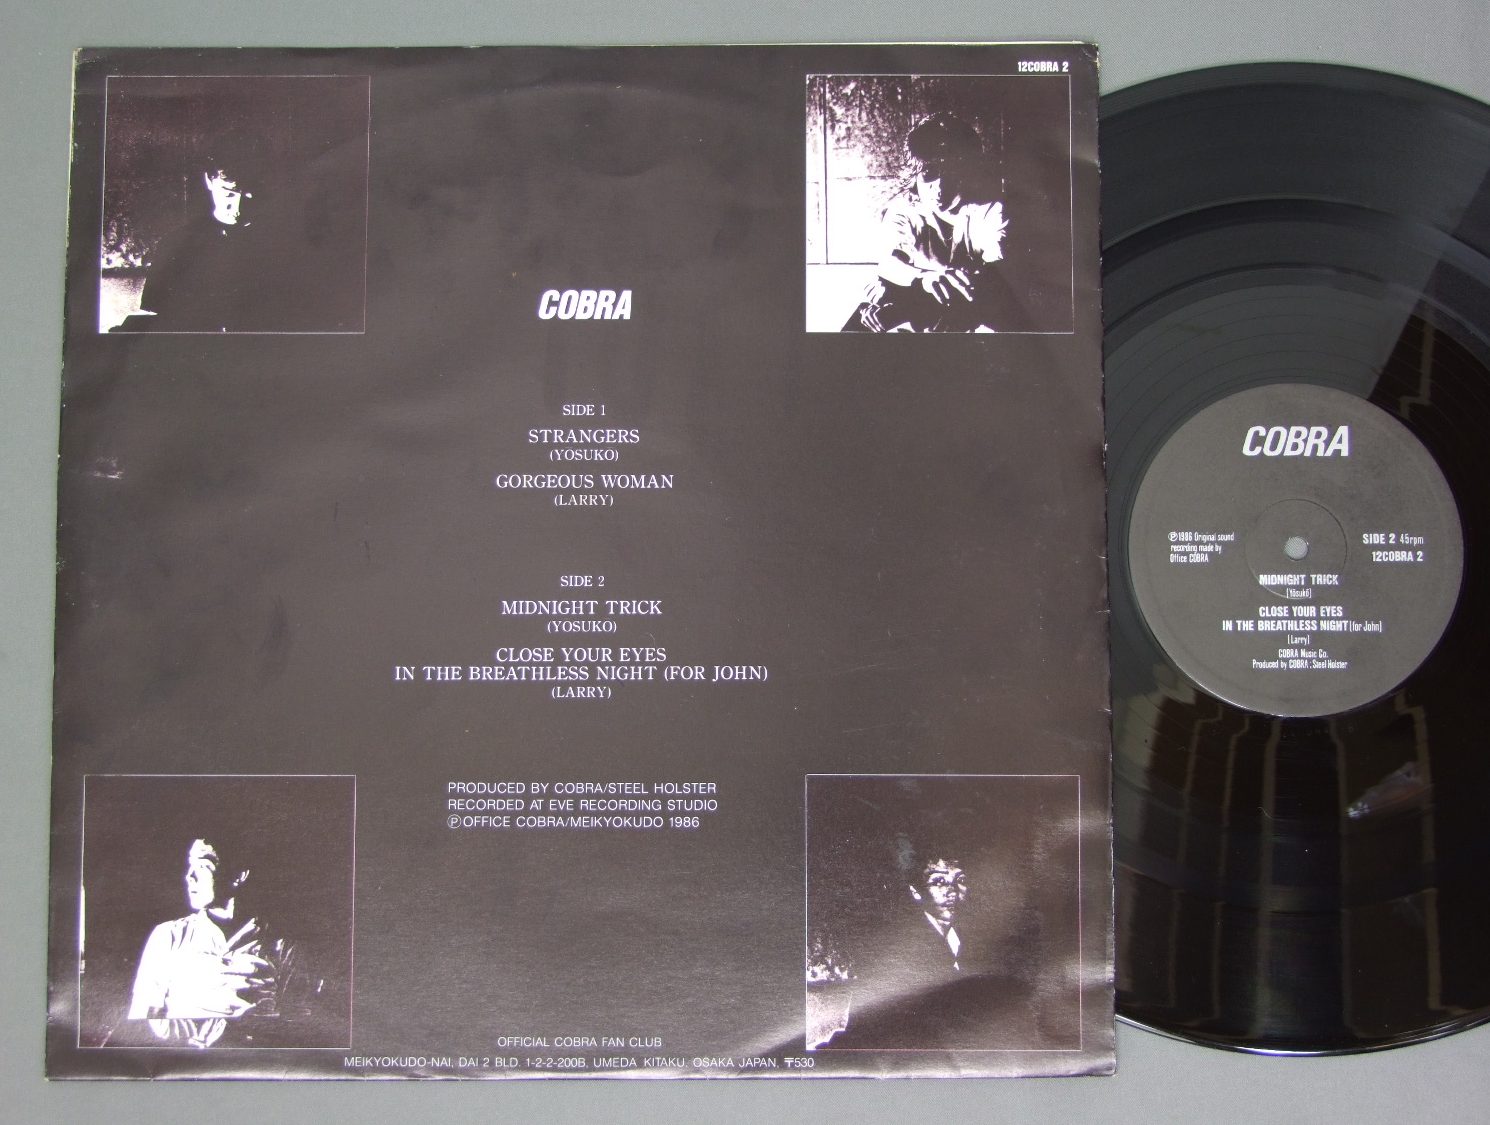 12COBRA 2
COBRA
SIDE 1
STRANGERS
(YOSUKO)
GORGEOUS WOMAN
(LARRY)
SIDE 2
MIDNIGHT TRICK
(YOSUKO)
CLOSE YOUR EYES
IN THE BREATHLESS NIGHT (FOR JOHN)
(LARRY)
PRODUCED BY COBRA/STEEL HOLSTER
RECORDED AT EVE RECORDING STUDIO
ⓅOFFICE COBRA/MEIKYOKUDO 1986
OFFICIAL COBRA FAN CLUB
MEIKYOKUDO-NAI, DAI 2 BLD. 1-2-2-200B, UMEDA KITAKU, OSAKA JAPAN, 〒530
COBRA
Ⓟ1986 Original sound
recording made by
Office COBRA
SIDE 2 45rpm
12COBRA 2
MIDNIGHT TRICK
[Yosuko]
CLOSE YOUR EYES
IN THE BREATHLESS NIGHT [for John]
[Larry]
COBRA Music Co.
Produced by COBRA : Steel Holster